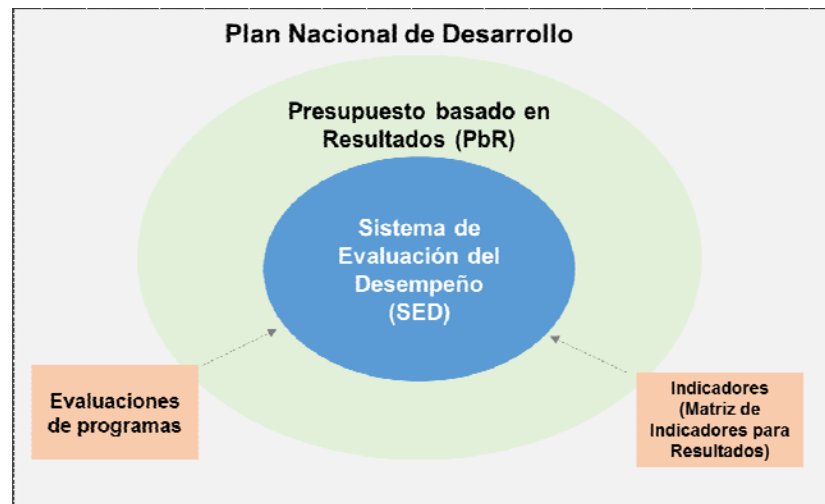 Plan Nacional de Desarrollo
Presupuesto basado en
Resultados (PbR)
Sistema de
Evaluación del
Desempeño
(SED)
Evaluaciones
de programas
Indicadores
(Matriz de
Indicadores para
Resultados)